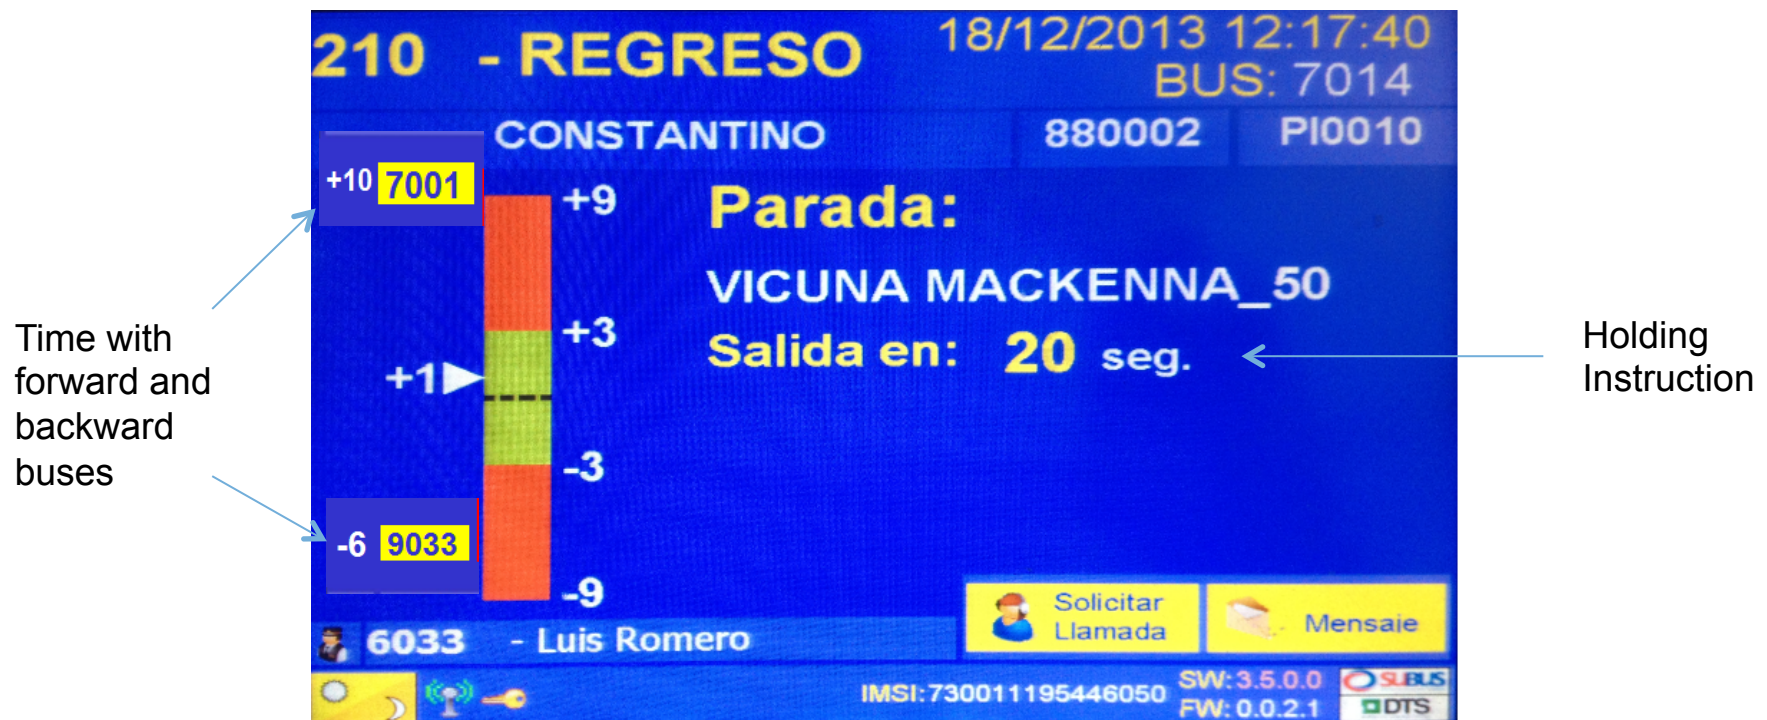 210 - REGRESO
18/12/2013 12:17:40
BUS: 7014
CONSTANTINO
880002
PI0010
+10 7001
+9
Parada:
VICUNA MACKENNA_50
+3
Salida en: 20 seg.
+1
-3
-6 9033
-9
Time with
forward and
backward
buses
Holding
Instruction
Solicitar
Llamada
Mensaje
6033 - Luis Romero
IMSI:730011195446050
SW:3.5.0.0
FW:0.0.2.1
SUBUS
DTS